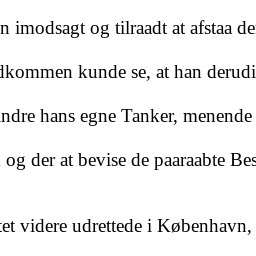 n imodsagt og tilraadt at afstaa de
dkommen kunde se, at han derudi
ndre hans egne Tanker, menende
og der at bevise de paaraabte Bes
et videre udrettede i København,